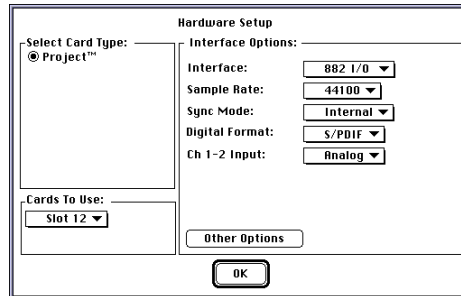 Hardware Setup
Select Card Type:
Project™
Cards To Use:
Slot 12
Interface Options:
Interface: 882 I/O
Sample Rate: 44100
Sync Mode: Internal
Digital Format: S/PDIF
Ch 1-2 Input: Analog
Other Options
OK